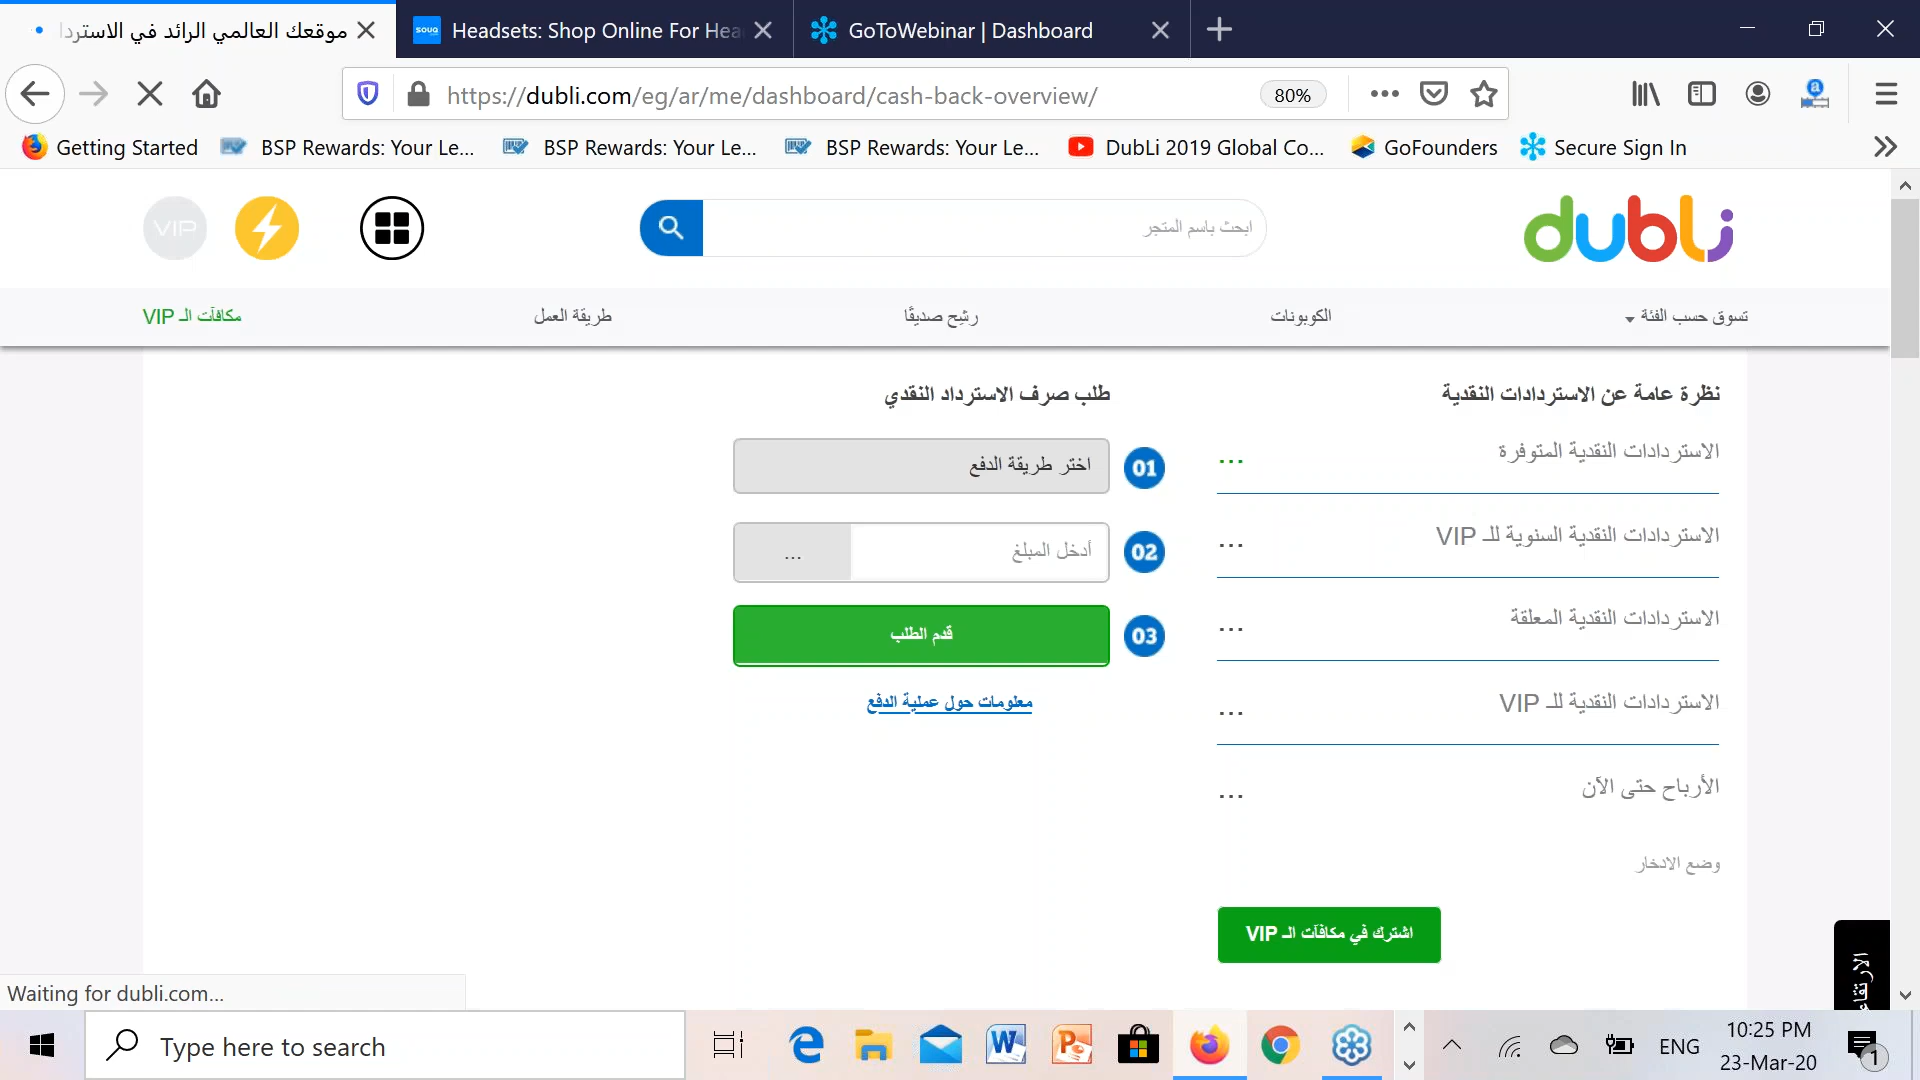 موقعك العالمي الرائد في الاسترد
Headsets: Shop Online For Hea
GoToWebinar | Dashboard
https://dubli.com/eg/ar/me/dashboard/cash-back-overview/
80%
Getting Started
BSP Rewards: Your Le...
BSP Rewards: Your Le...
BSP Rewards: Your Le...
DubLi 2019 Global Co...
GoFounders
Secure Sign In
dubli
ابحث باسم المتجر
VIP
تسوق حسب الفئة
الكوبونات
رشِح صديقًا
طريقة العمل
مكافآت الـ VIP
نظرة عامة عن الاستردادات النقدية
الاستردادات النقدية المتوفرة
...
الاستردادات النقدية السنوية للـ VIP
...
الاستردادات النقدية المعلقة
...
الاستردادات النقدية للـ VIP
...
الأرباح حتى الآن
...
وضع الادخار
اشترك في مكافآت الـ VIP
طلب صرف الاسترداد النقدي
01
اختر طريقة الدفع
02
أدخل المبلغ
...
03
قدم الطلب
معلومات حول عملية الدفع
Waiting for dubli.com...
Type here to search
ENG
10:25 PM
23-Mar-20
1